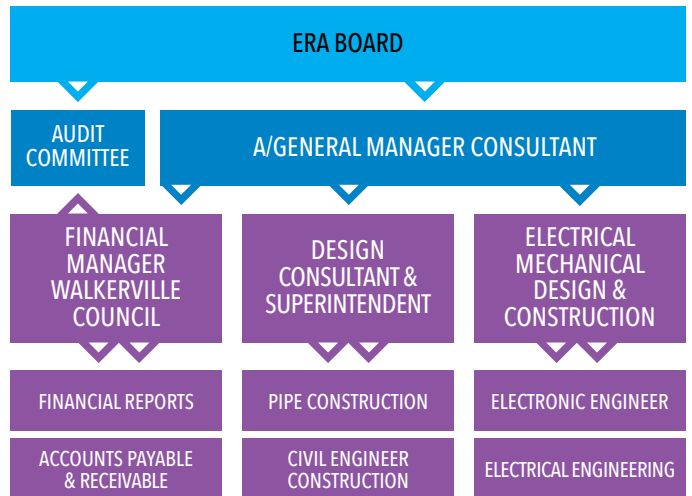 ERA BOARD
AUDIT
COMMITTEE
A/GENERAL MANAGER CONSULTANT
FINANCIAL
MANAGER
WALKERVILLE
COUNCIL
DESIGN
CONSULTANT &
SUPERINTENDENT
ELECTRICAL
MECHANICAL
DESIGN &
CONSTRUCTION
FINANCIAL REPORTS
PIPE CONSTRUCTION
ELECTRONIC ENGINEER
ACCOUNTS PAYABLE
& RECEIVABLE
CIVIL ENGINEER
CONSTRUCTION
ELECTRICAL ENGINEERING